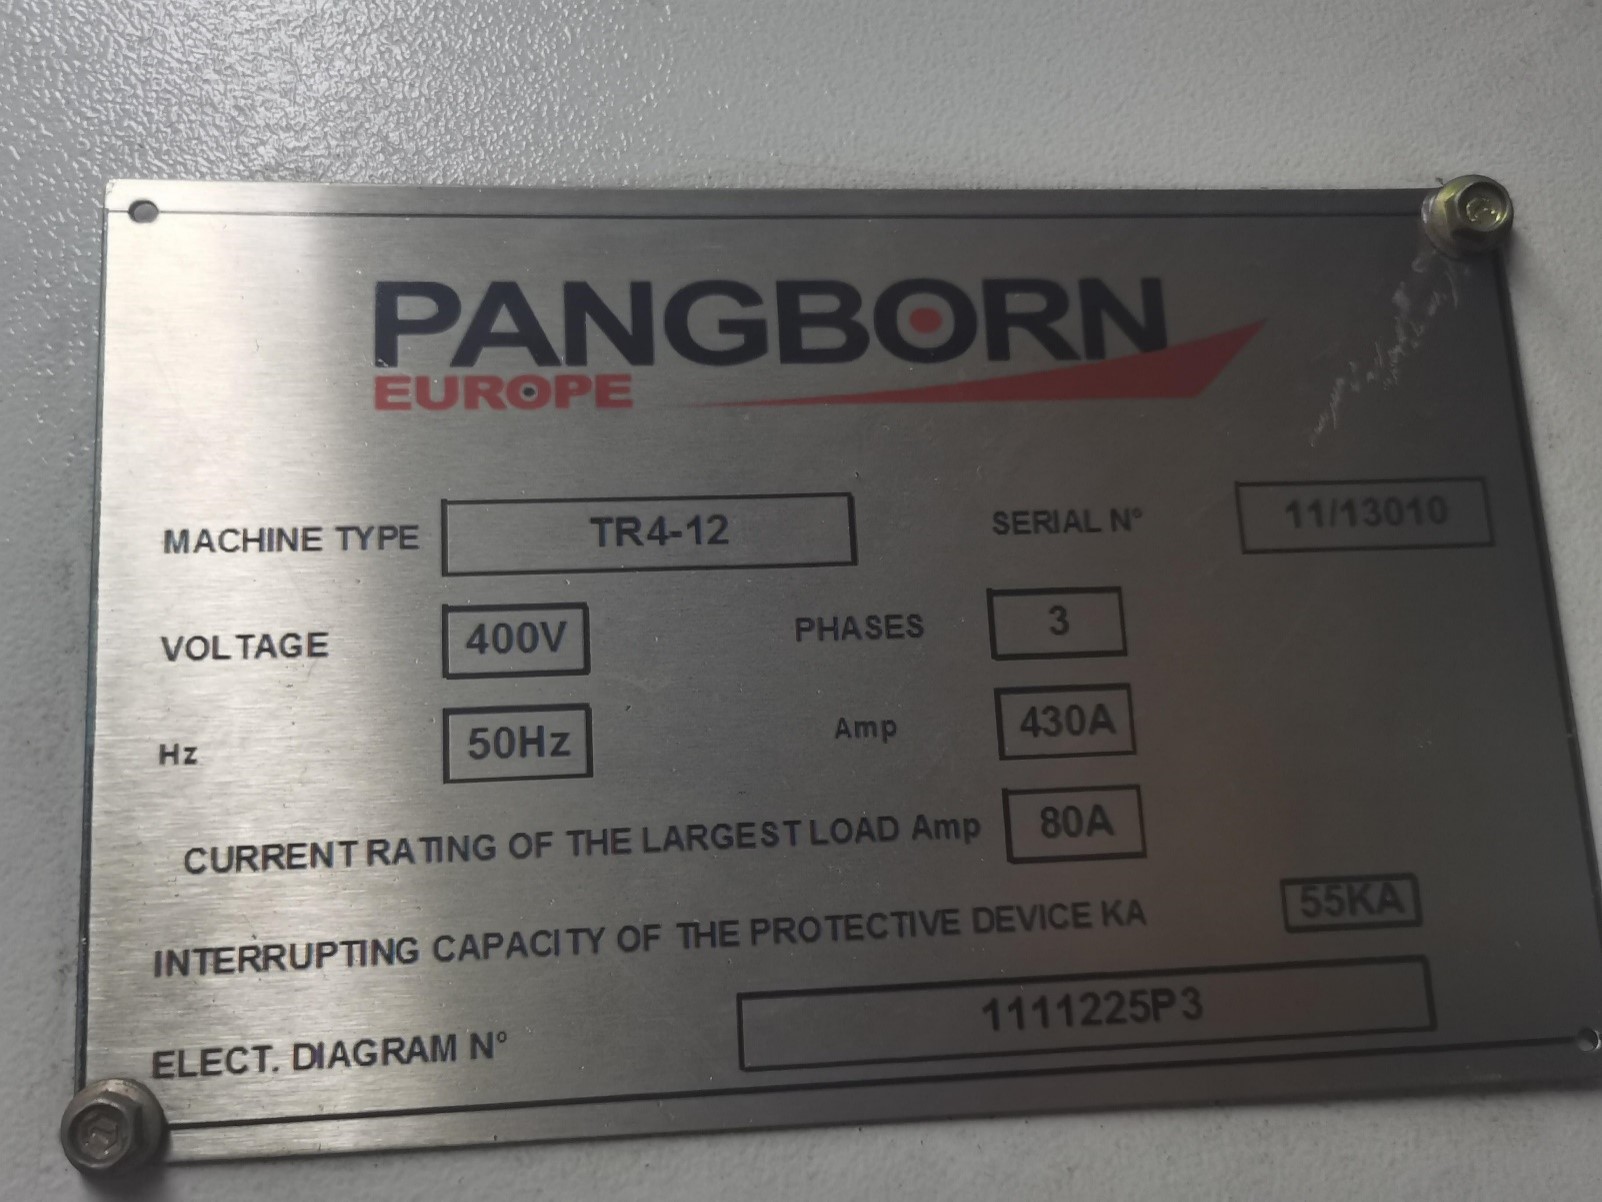 PANGBORN
EUROPE
MACHINE TYPE TR4-12 SERIAL N° 11/13010
VOLTAGE 400V PHASES 3
Hz 50Hz Amp 430A
CURRENT RATING OF THE LARGEST LOAD Amp 80A
INTERRUPTING CAPACITY OF THE PROTECTIVE DEVICE KA 55KA
ELECT. DIAGRAM N° 1111225P3